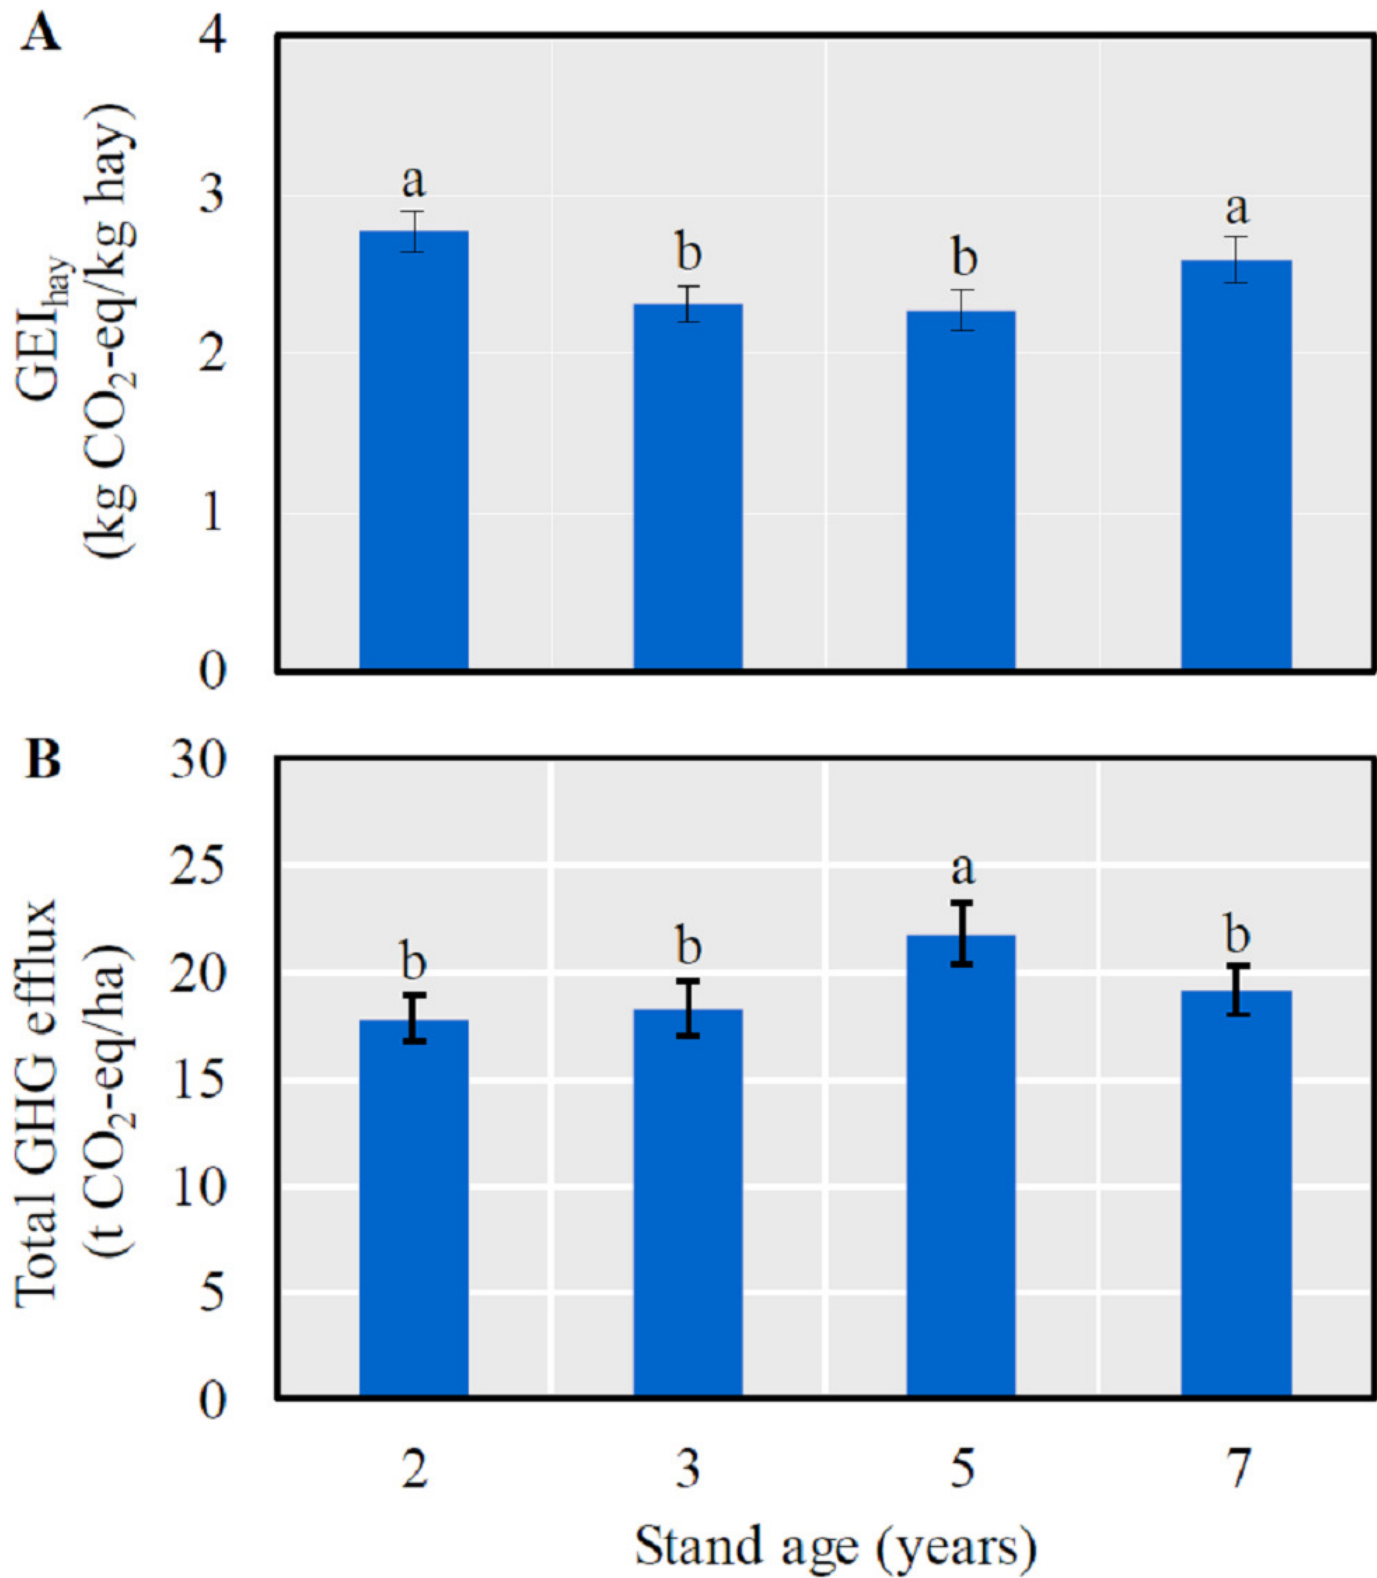 A
4
3
2
1
0
GEIhay
(kg CO2-eq/kg hay)
a
b
b
a
B
30
25
20
15
10
5
0
Total GHG efflux
(t CO2-eq/ha)
b
b
a
b
2 3 5 7
Stand age (years)